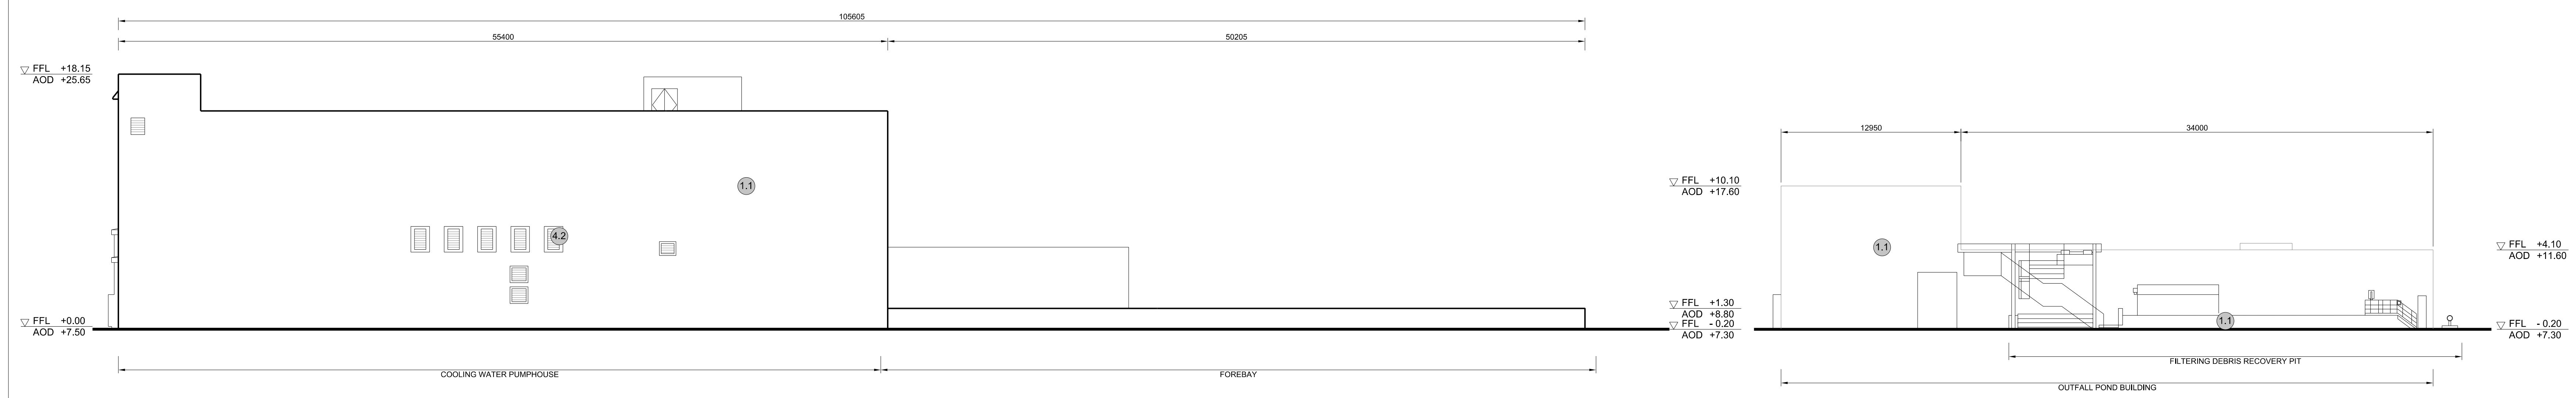 105605
55400
50205
FFL +18.15
AOD +25.65
12950
34000
1.1
FFL +10.10
AOD +17.60
4.2
1.1
FFL +4.10
AOD +11.60
FFL +1.30
AOD +8.80
FFL +0.00
AOD +7.50
FFL - 0.20
AOD +7.30
1.1
FFL - 0.20
AOD +7.30
FILTERING DEBRIS RECOVERY PIT
COOLING WATER PUMPHOUSE
FOREBAY
OUTFALL POND BUILDING